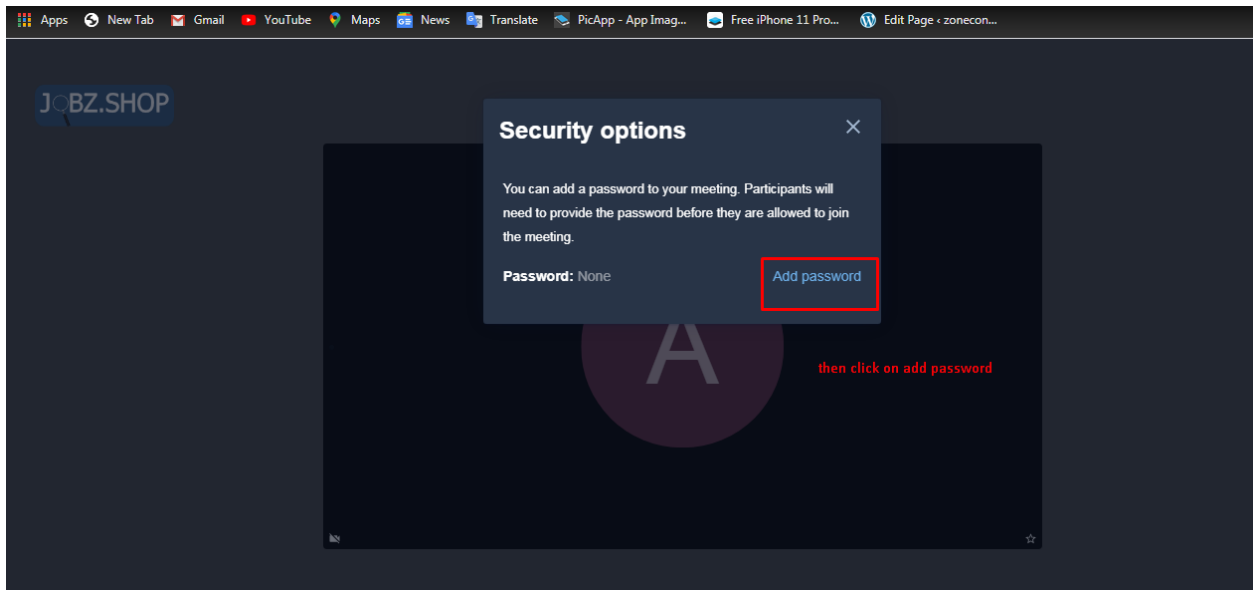 Apps New Tab Gmail YouTube Maps News Translate PicApp - App Imag... Free iPhone 11 Pro... Edit Page ‹ zonecon...
JOBZ.SHOP
Security options
You can add a password to your meeting. Participants will
need to provide the password before they are allowed to join
the meeting.
Password: None Add password
A
then click on add password